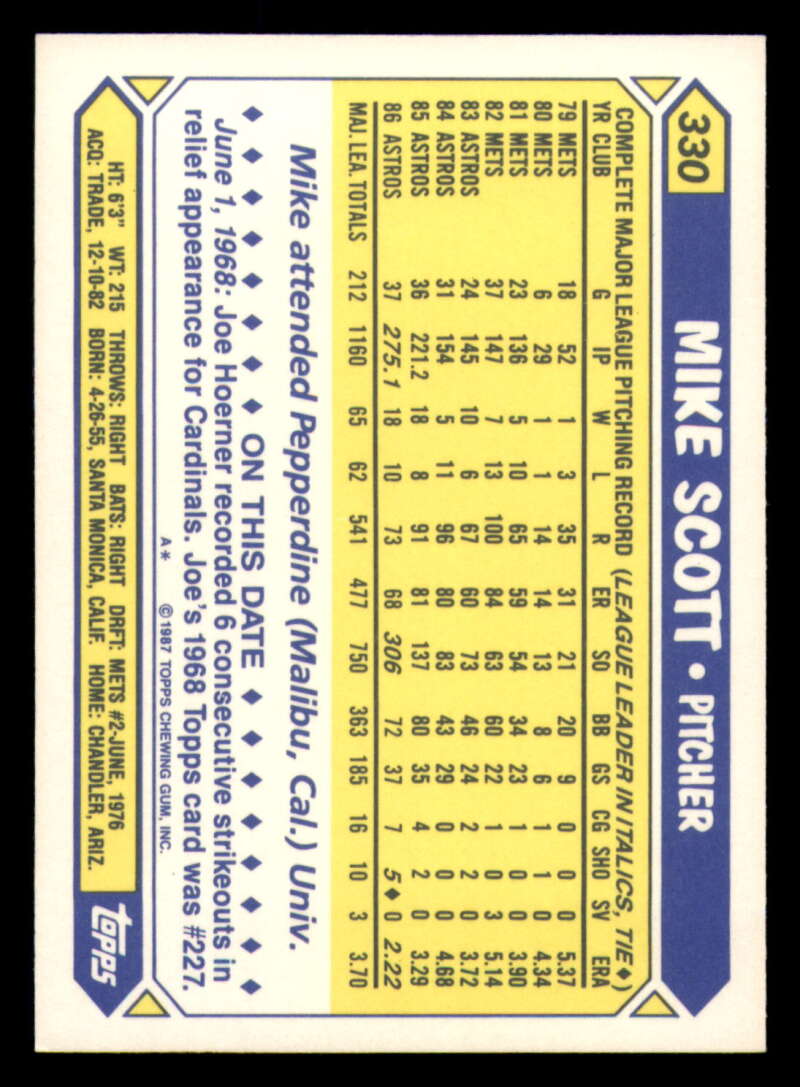 330
MIKE SCOTT • PITCHER
COMPLETE MAJOR LEAGUE PITCHING RECORD (LEAGUE LEADER IN ITALICS, TIE♦)
YR CLUB G IP W L R ER SO BB GS CG SHO SV ERA
79 METS 18 52 1 3 35 31 21 20 9 0 0 0 5.37
80 METS 6 29 1 1 14 14 13 8 6 1 1 0 4.34
81 METS 23 136 5 10 65 59 54 34 23 1 0 0 3.90
82 METS 37 147 7 13 100 84 63 60 22 1 0 3 5.14
83 ASTROS 24 145 10 6 67 60 73 46 24 2 2 0 3.72
84 ASTROS 31 154 5 11 96 80 83 43 29 0 0 0 4.68
85 ASTROS 36 221.2 18 8 91 81 137 80 35 4 2 0 3.29
86 ASTROS 37 275.1 18 10 73 68 306 72 37 7 5♦ 0 2.22
MAJ. LEA. TOTALS 212 1160 65 62 541 477 750 363 185 16 10 3 3.70
Mike attended Pepperdine (Malibu, Cal.) Univ.
♦ ♦ ♦ ♦ ♦ ♦ ♦ ♦ ON THIS DATE ♦ ♦ ♦ ♦ ♦ ♦ ♦ ♦
June 1, 1968: Joe Hoerner recorded 6 consecutive strikeouts in
relief appearance for Cardinals. Joe's 1968 Topps card was #227.
A* ©1987 TOPPS CHEWING GUM, INC.
HT: 6'3" WT: 215 THROWS: RIGHT BATS: RIGHT DRFT: METS #2-JUNE, 1976
ACQ: TRADE, 12-10-82 BORN: 4-26-55, SANTA MONICA, CALIF. HOME: CHANDLER, ARIZ.
topps